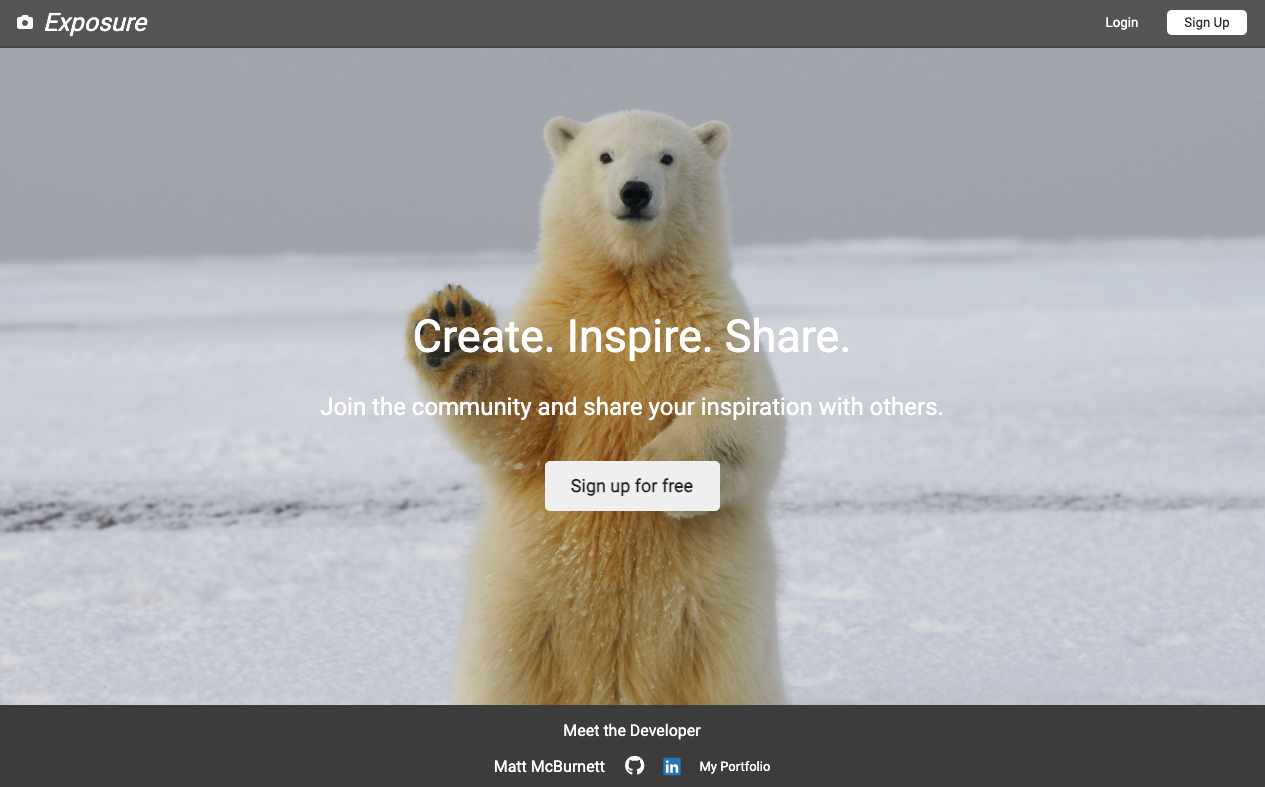 Exposure
Login
Sign Up
Create. Inspire. Share.
Join the community and share your inspiration with others.
Sign up for free
Meet the Developer
Matt McBurnett
in
My Portfolio